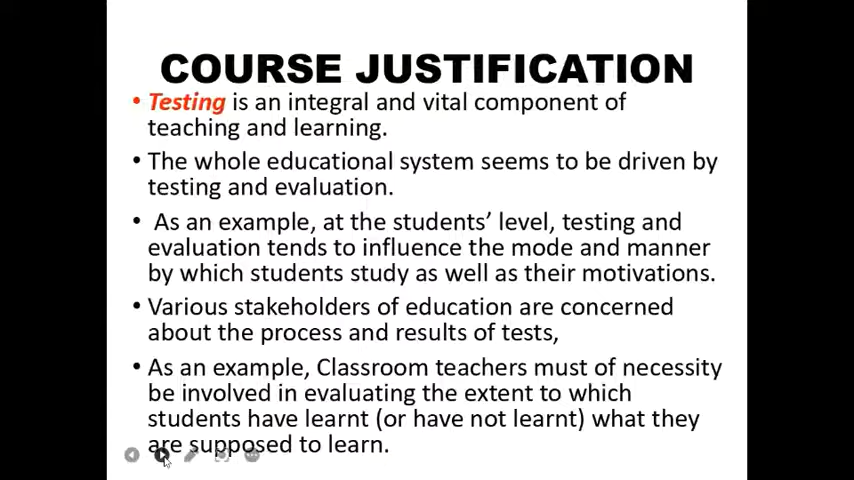 COURSE JUSTIFICATION
• Testing is an integral and vital component of
teaching and learning.
• The whole educational system seems to be driven by
testing and evaluation.
• As an example, at the students’ level, testing and
evaluation tends to influence the mode and manner
by which students study as well as their motivations.
• Various stakeholders of education are concerned
about the process and results of tests,
• As an example, Classroom teachers must of necessity
be involved in evaluating the extent to which
students have learnt (or have not learnt) what they
are supposed to learn.